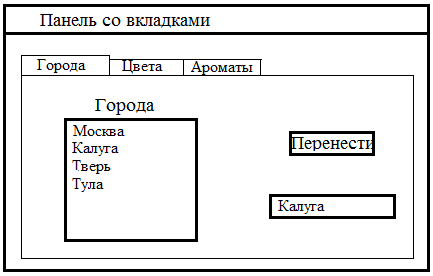 Панель со вкладками
Города Цвета Ароматы
Города
Москва
Калуга
Тверь
Тула
Перенести
Калуга